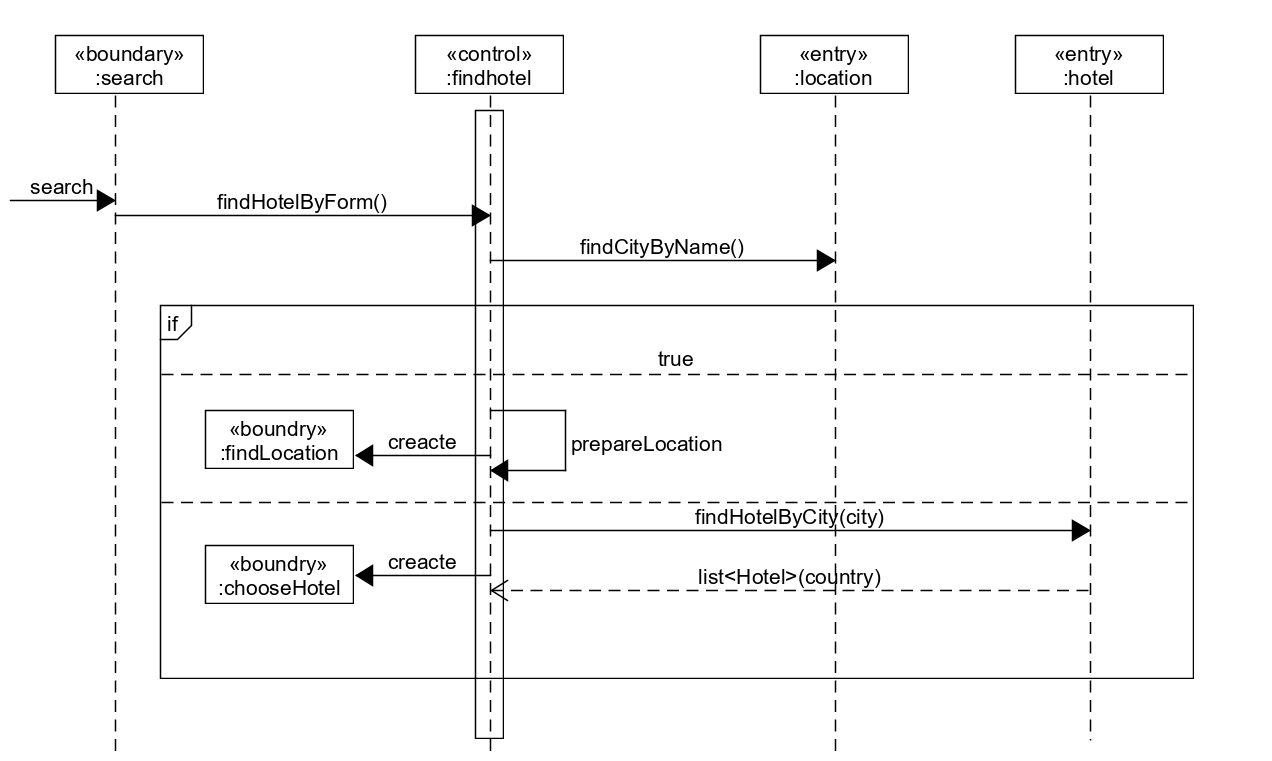 «boundary»
:search
«control»
:findhotel
«entry»
:location
«entry»
:hotel
search
findHotelByForm()
findCityByName()
if
true
«boundry»
:findLocation
creacte
prepareLocation
findHotelByCity(city)
«boundry»
:chooseHotel
creacte
list<Hotel>(country)